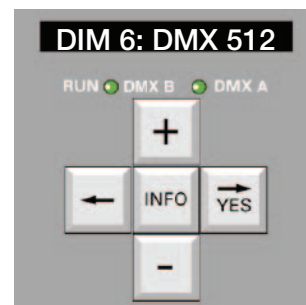 DIM 6: DMX 512
RUN DMX B DMX A
+
← INFO → YES
-